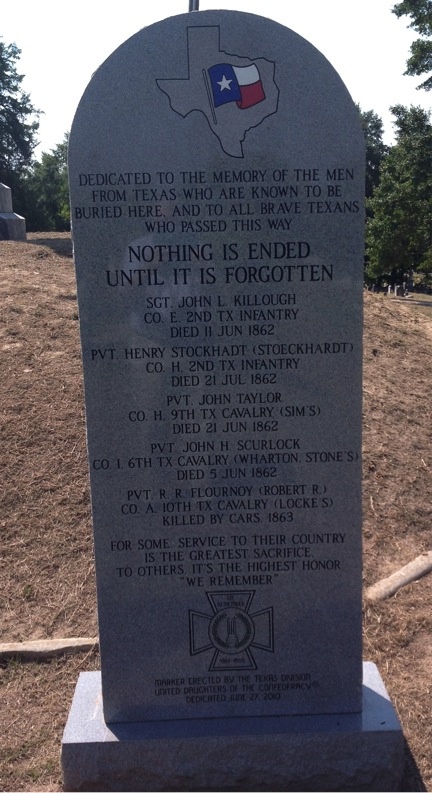 DEDICATED TO THE MEMORY OF THE MEN
FROM TEXAS WHO ARE KNOWN TO BE
BURIED HERE, AND TO ALL BRAVE TEXANS
WHO PASSED THIS WAY
NOTHING IS ENDED
UNTIL IT IS FORGOTTEN
SGT. JOHN L. KILLOUGH
CO. E. 2ND TX INFANTRY
DIED 11 JUN 1862
PVT. HENRY STOCKHADT (STOECKHARDT)
CO. H, 2ND TX INFANTRY
DIED 21 JUL 1862
PVT. JOHN TAYLOR
CO. H, 9TH TX CAVALRY (SIM'S)
DIED 21 JUN 1862
PVT. JOHN H. SCURLOCK
CO. I, 6TH TX CAVALRY (WHARTON, STONE'S)
DIED 5 JUN 1862
PVT. R. R. FLOURNOY (ROBERT R.)
CO. A, 10TH TX CAVALRY (LOCKE'S)
KILLED BY CARS, 1863
FOR SOME, SERVICE TO THEIR COUNTRY
IS THE GREATEST SACRIFICE.
TO OTHERS, IT'S THE HIGHEST HONOR
"WE REMEMBER"
MARKER ERECTED BY THE TEXAS DIVISION
UNITED DAUGHTERS OF THE CONFEDERACY
DEDICATED JUNE 27, 2010